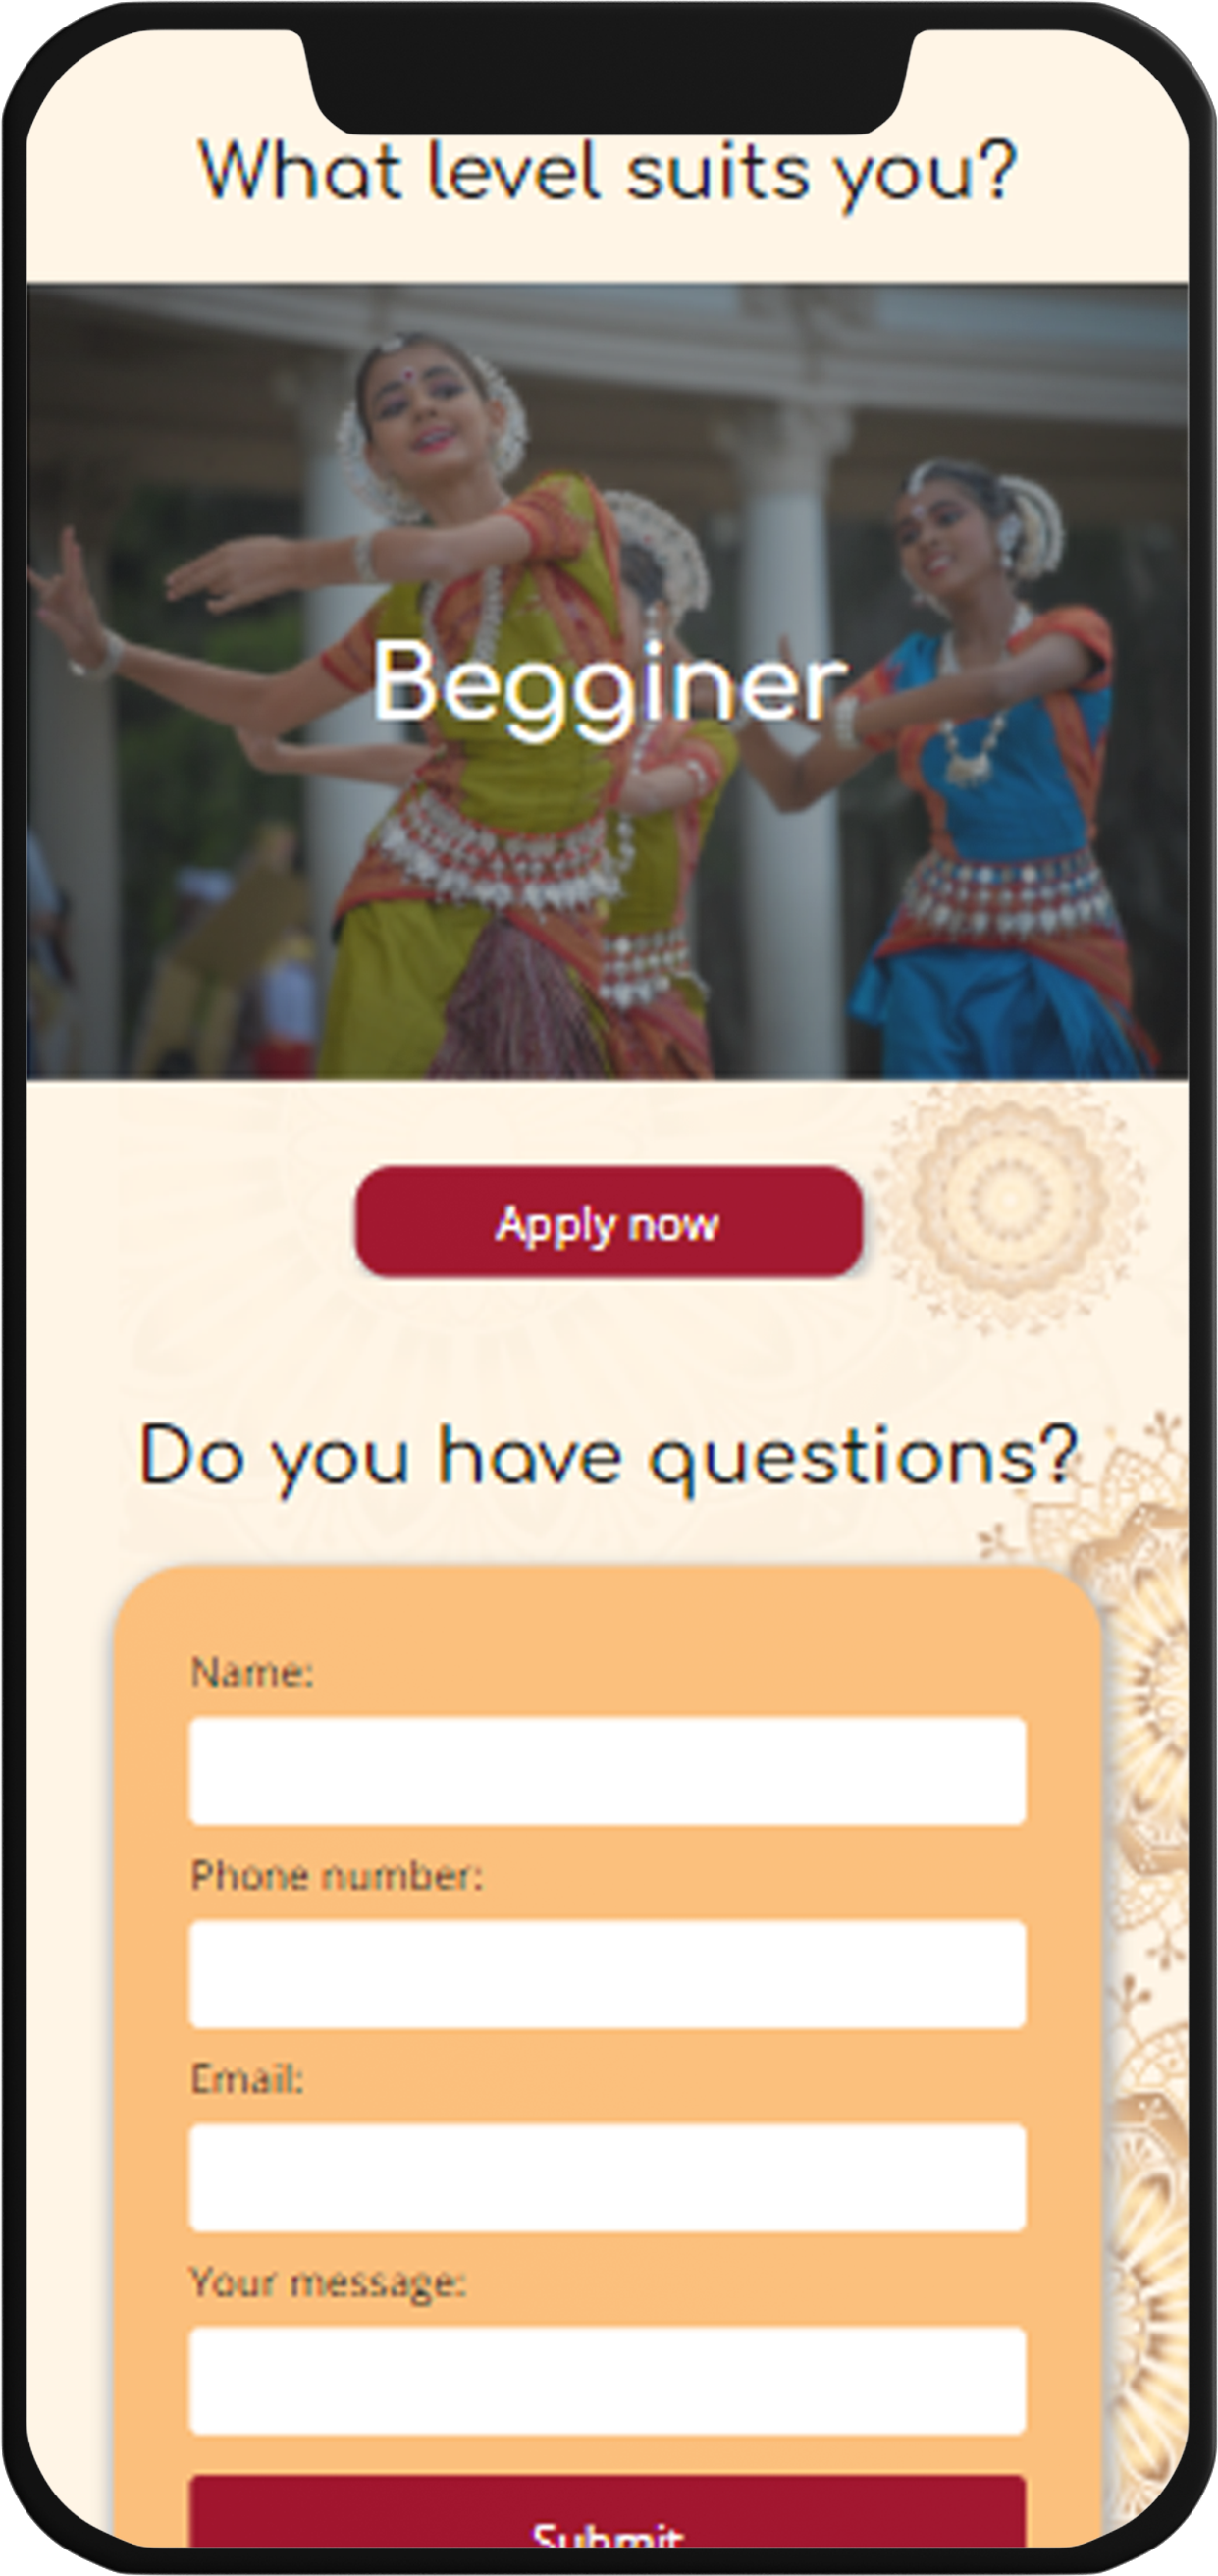 What level suits you?
Begginer
Apply now
Do you have questions?
Name:
Phone number:
Email:
Your message:
Submit